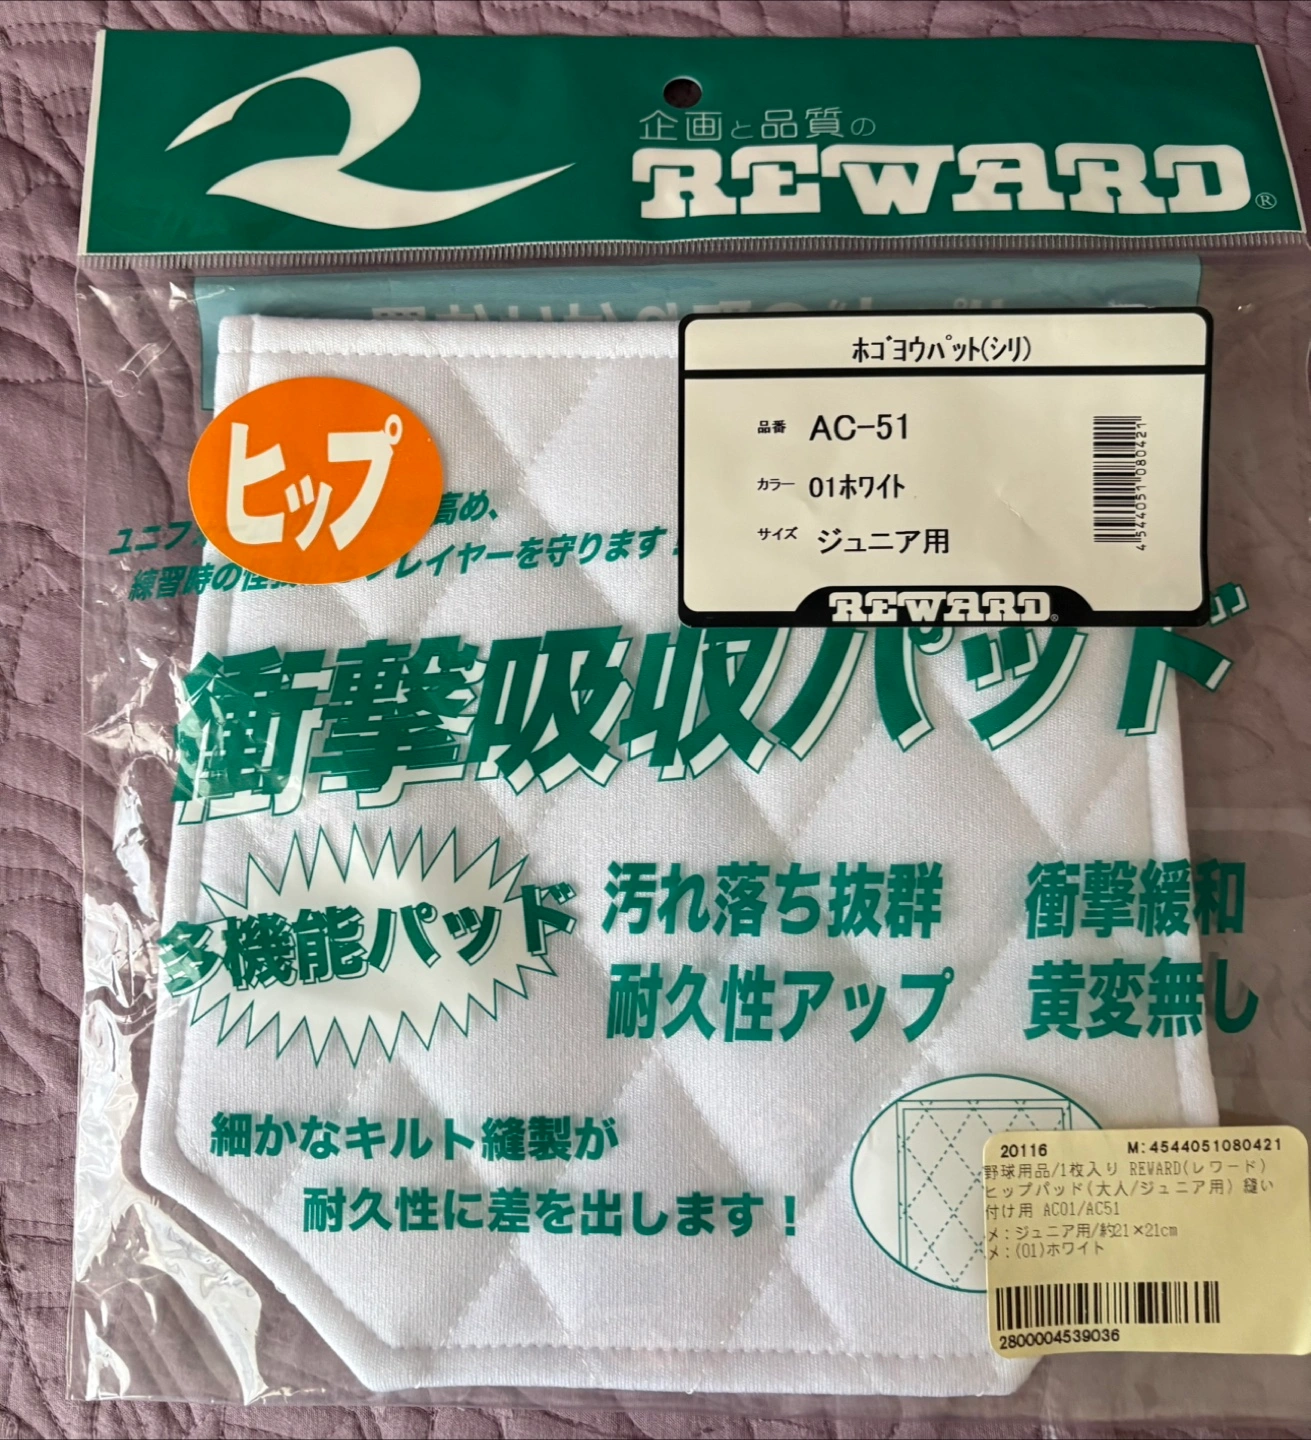 企画と品質の
REWARD®
ホゴヨウパット(シリ)
品番 AC-51
カラー 01ホワイト
サイズ ジュニア用
4544051080421
REWARD®
ヒップ
ユニフ 高め、
練習時の レイヤーを守ります
衝撃吸収パッド
多機能パッド
汚れ落ち抜群 衝撃緩和
耐久性アップ 黄変無し
細かなキルト縫製が
耐久性に差を出します!
20116 M:4544051080421
野球用品/1枚入り REWARD(レワード)
ヒップパッド(大人/ジュニア用) 縫い
付け用 AC01/AC51
メ:ジュニア用/約21×21cm
メ:(01)ホワイト
2800004539036